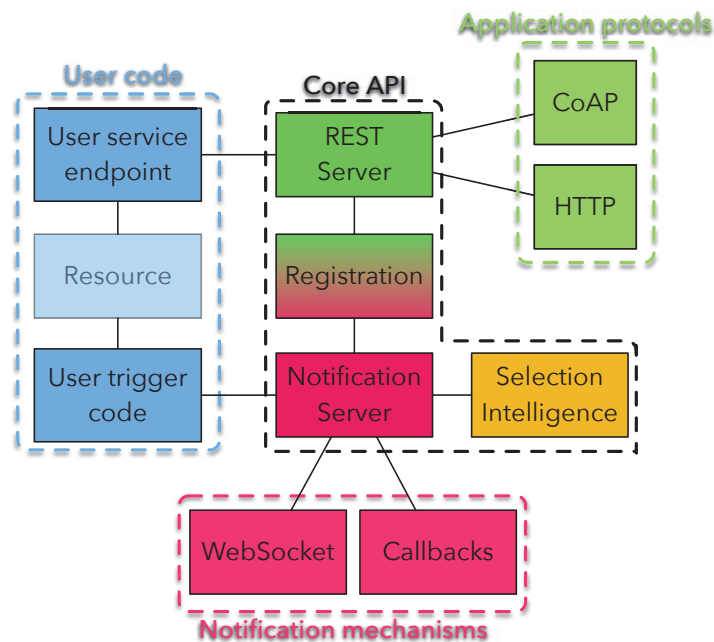 Application protocols
User code
Core API
User service
endpoint
REST
Server
CoAP
HTTP
Resource
Registration
User trigger
code
Notification
Server
Selection
Intelligence
WebSocket
Callbacks
Notification mechanisms